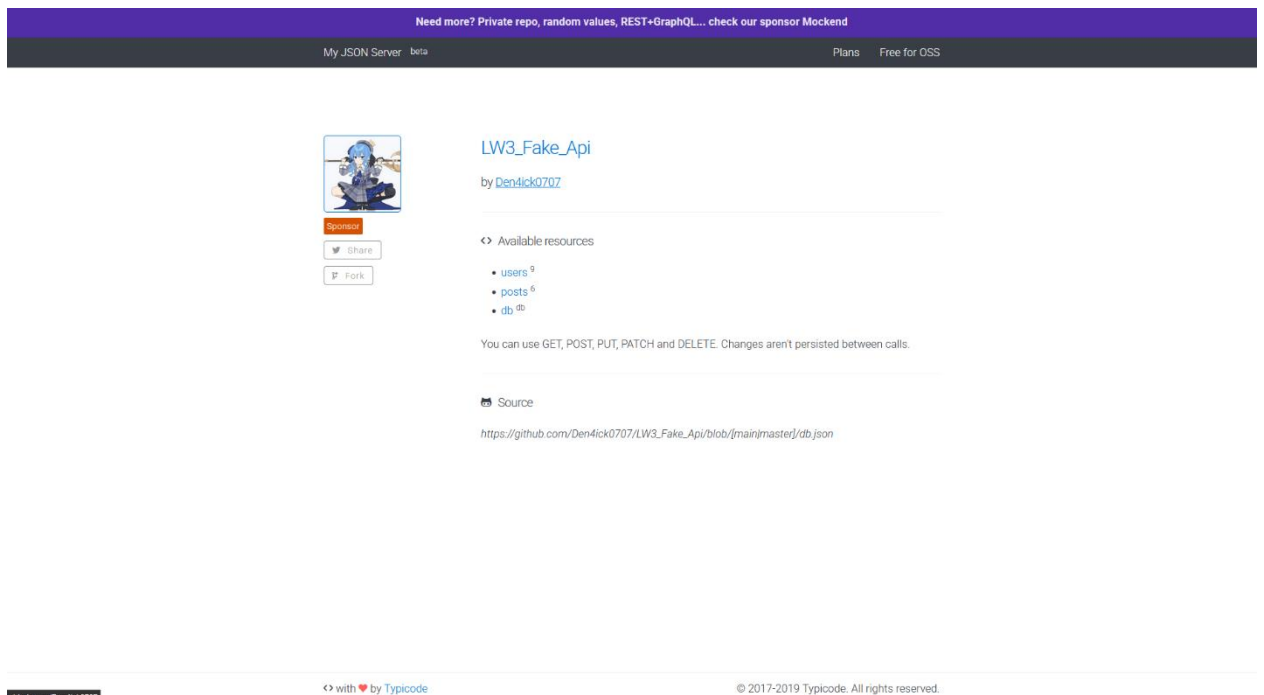 Need more? Private repo, random values, REST+GraphQL... check our sponsor Mockend
My JSON Server beta
Plans Free for OSS
LW3_Fake_Api
by Den4ick0707
Sponsor
Share
Fork
<> Available resources
• users 9
• posts 6
• db db
You can use GET, POST, PUT, PATCH and DELETE. Changes aren't persisted between calls.
Source
https://github.com/Den4ick0707/LW3_Fake_Api/blob/[main|master]/db.json
<> with ♥ by Typicode
© 2017-2019 Typicode. All rights reserved.